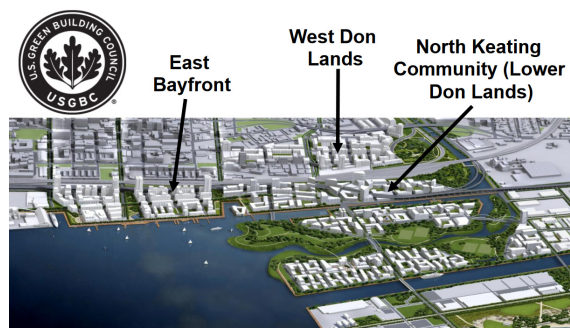 U.S. GREEN BUILDING COUNCIL
USGBC
®
East
Bayfront
West Don
Lands
North Keating
Community (Lower
Don Lands)